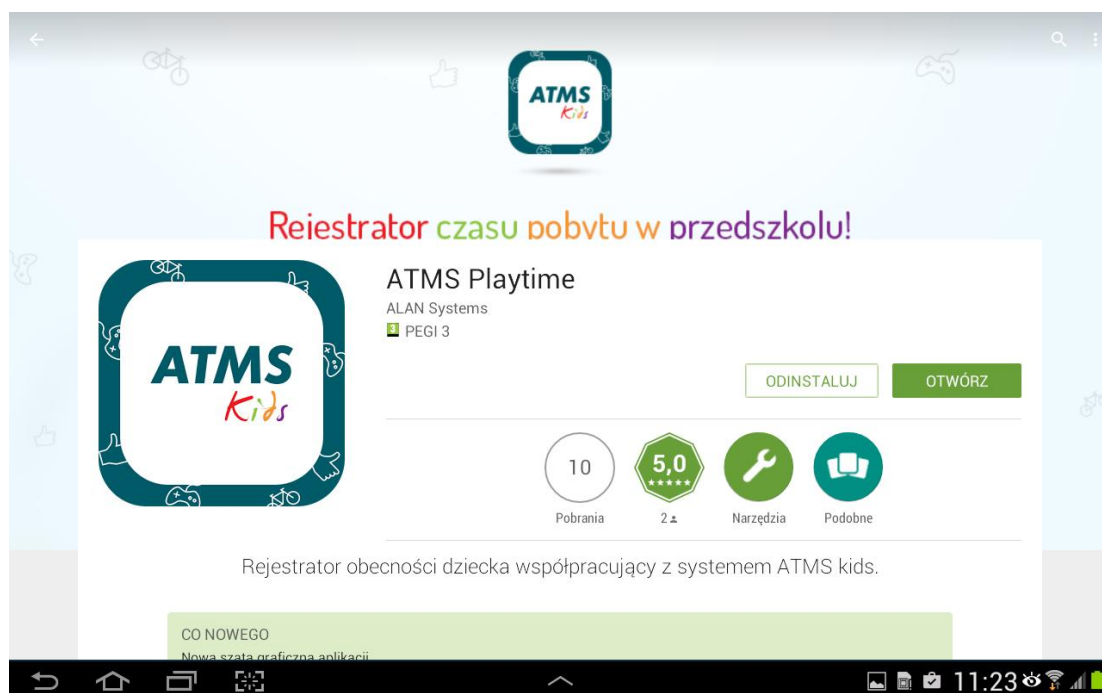 ATMS
Kids
Rejestrator czasu pobytu w przedszkolu!
ATMS
Kids
ATMS Playtime
ALAN Systems
3 PEGI 3
ODINSTALUJ
OTWÓRZ
10
5,0
Pobrania
2
Narzędzia
Podobne
Rejestrator obecności dziecka współpracujący z systemem ATMS kids.
CO NOWEGO
Nowa szata graficzna aplikacji
11:23